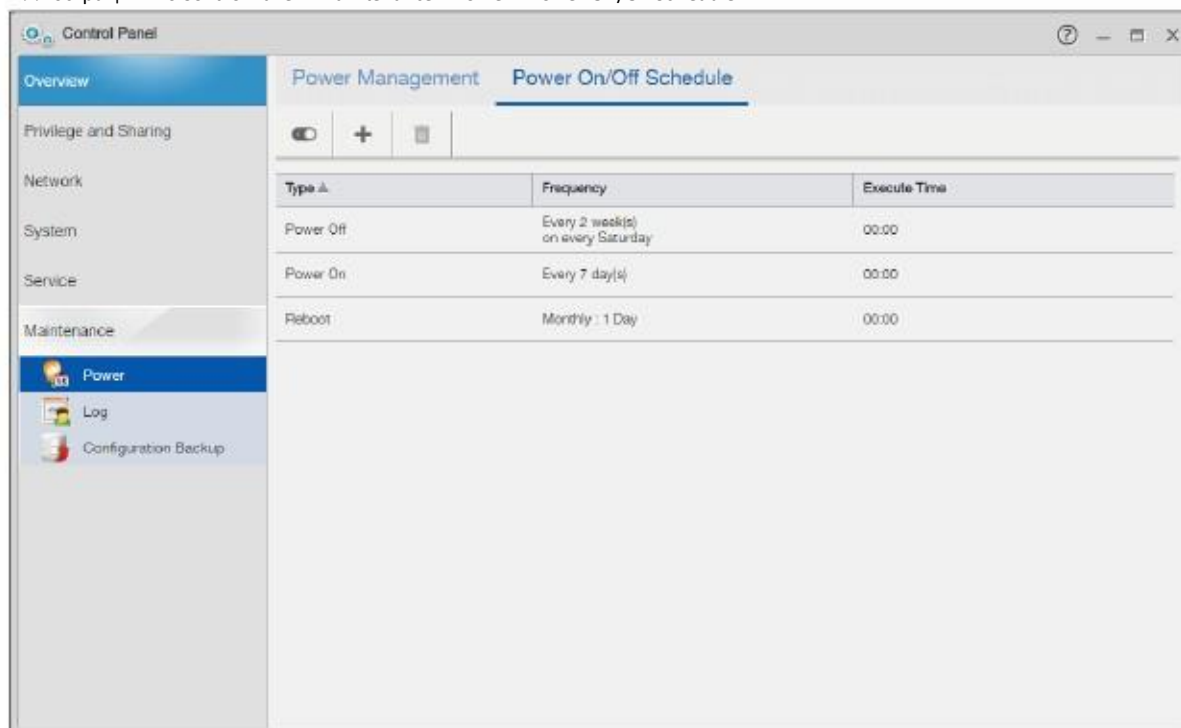 Control Panel
Overview
Power Management Power On/Off Schedule
Privilege and Sharing
Network
System
Service
Maintenance
Power
Log
Configuration Backup
Type Frequency Execute Time
Power Off Every 2 week(s) on every Saturday 00:00
Power On Every 7 day(s) 00:00
Reboot Monthly : 1 Day 00:00